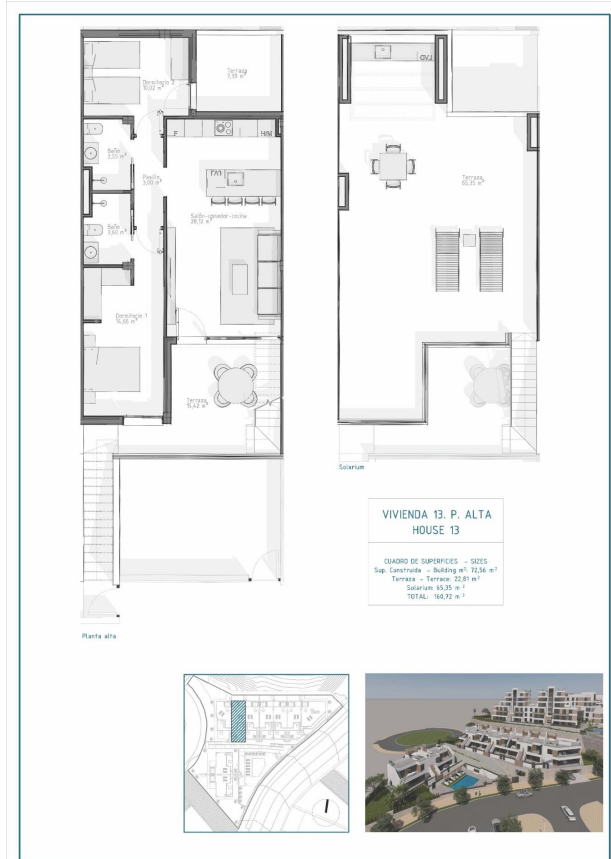 Dormitorio 2
10,02 m²
Terraza
7,39 m²
Baño
3,55 m²
Pasillo
3,00 m²
F
H/M
LVJ
Salón-comedor-cocina
28,72 m²
Baño
3,60 m²
Dormitorio 1
14,66 m²
Terraza
15,42 m²
Planta alta
LVD
Terraza
65,35 m²
Solarium
VIVIENDA 13. P. ALTA
HOUSE 13
CUADRO DE SUPERFICIES - SIZES
Sup. Construida - Building m²: 72,56 m²
Terraza - Terrace: 22,81 m²
Solarium: 65,35 m²
TOTAL: 160,72 m²